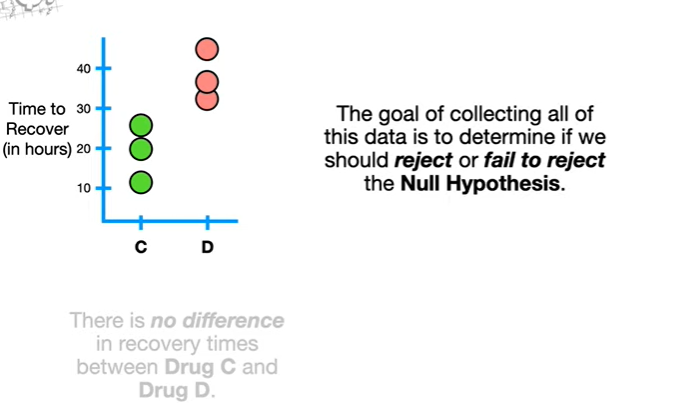 40
Time to 30
Recover
(in hours) 20
10
C D
The goal of collecting all of
this data is to determine if we
should reject or fail to reject
the Null Hypothesis.
There is no difference
in recovery times
between Drug C and
Drug D.